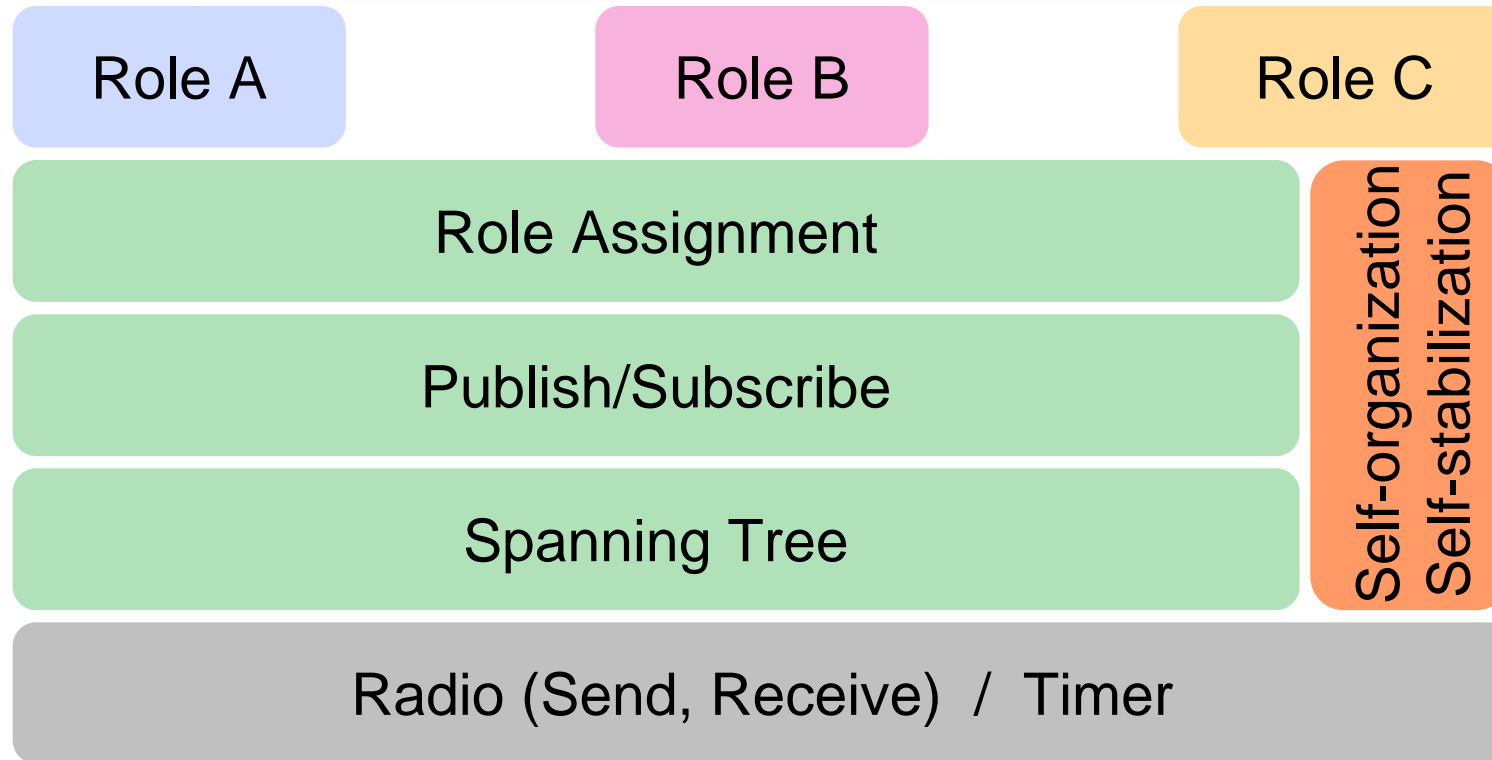 Role A
Role B
Role C
Role Assignment
Publish/Subscribe
Spanning Tree
Self-organization
Self-stabilization
Radio (Send, Receive) / Timer